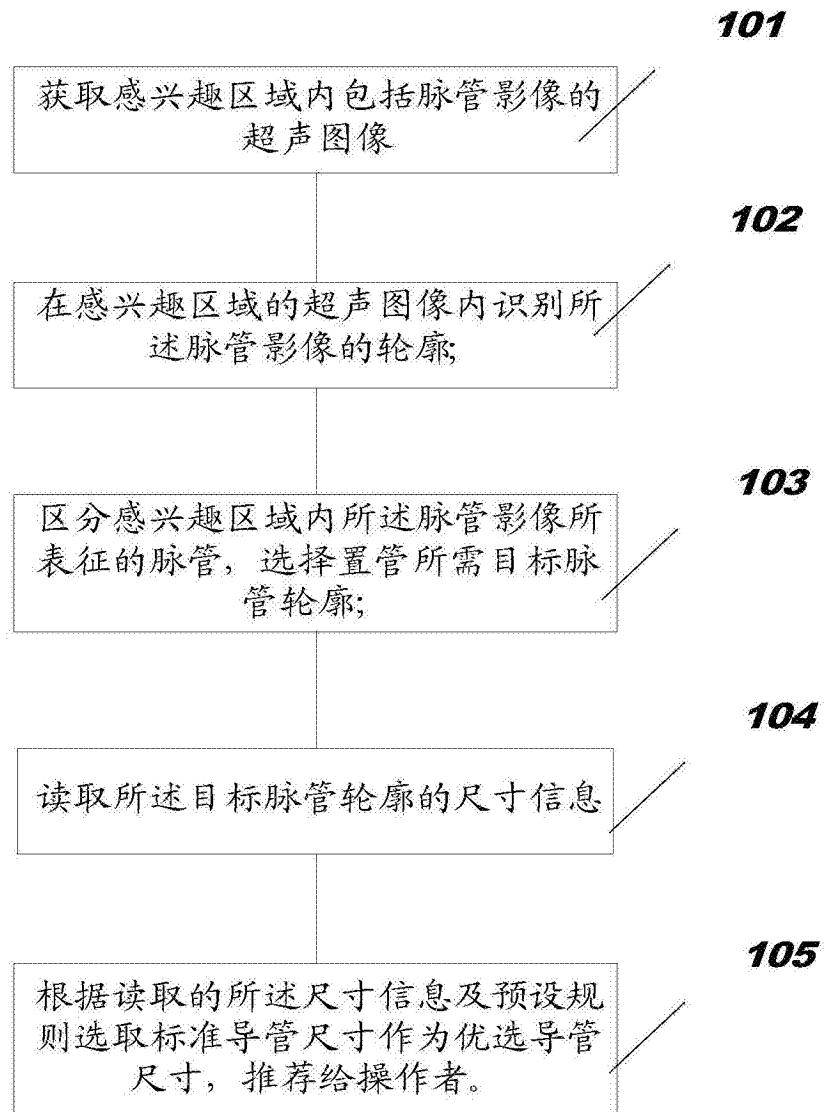 101
获取感兴趣区域内包括脉管影像的
超声图像
102
在感兴趣区域的超声图像内识别所
述脉管影像的轮廓;
103
区分感兴趣区域内所述脉管影像所
表征的脉管，选择置管所需目标脉
管轮廓;
104
读取所述目标脉管轮廓的尺寸信息
105
根据读取的所述尺寸信息及预设规
则选取标准导管尺寸作为优选导管
尺寸，推荐给操作者。